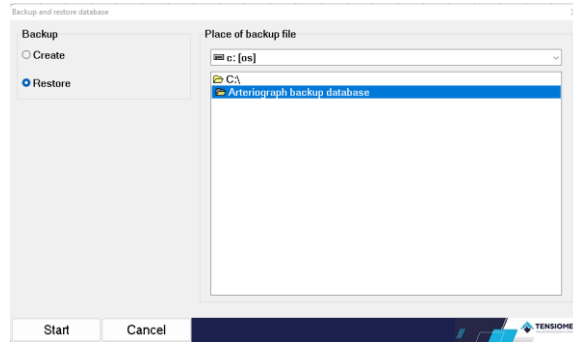 Backup and restore database
Backup
Create
Restore
Place of backup file
c: [os]
C:\
Arteriograph backup database
Start
Cancel
TENSIOME